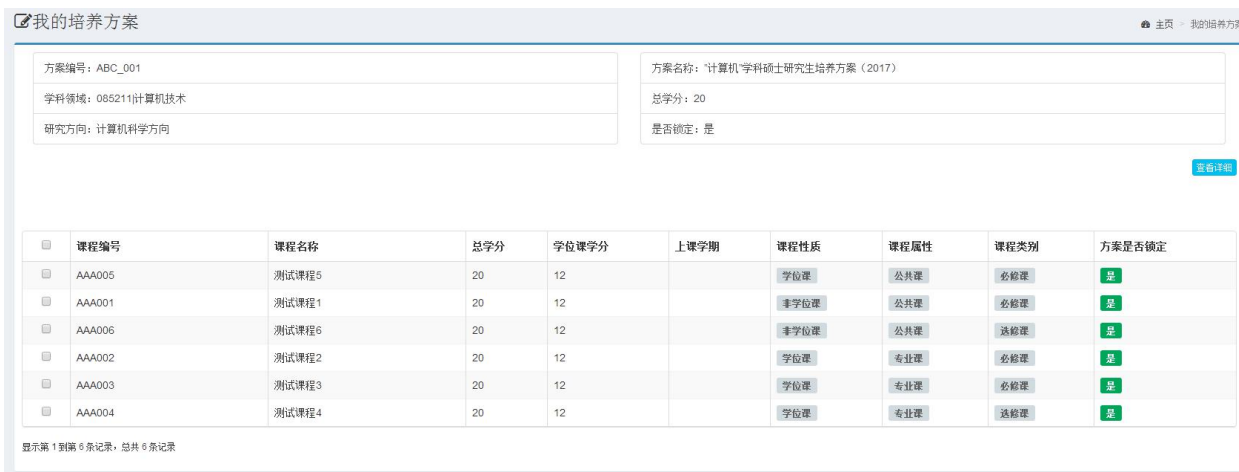 我的培养方案
主页 > 我的培养方案
方案编号：ABC_001
方案名称："计算机"学科硕士研究生培养方案（2017）
学科领域：085211|计算机技术
总学分：20
研究方向：计算机科学方向
是否锁定：是
查看详细
课程编号 课程名称 总学分 学位课学分 上课学期 课程性质 课程属性 课程类别 方案是否锁定
AAA005 测试课程5 20 12 学位课 公共课 必修课 是
AAA001 测试课程1 20 12 非学位课 公共课 必修课 是
AAA006 测试课程6 20 12 非学位课 公共课 选修课 是
AAA002 测试课程2 20 12 学位课 专业课 必修课 是
AAA003 测试课程3 20 12 学位课 专业课 必修课 是
AAA004 测试课程4 20 12 学位课 专业课 选修课 是
显示第 1 到第 6 条记录，总共 6 条记录